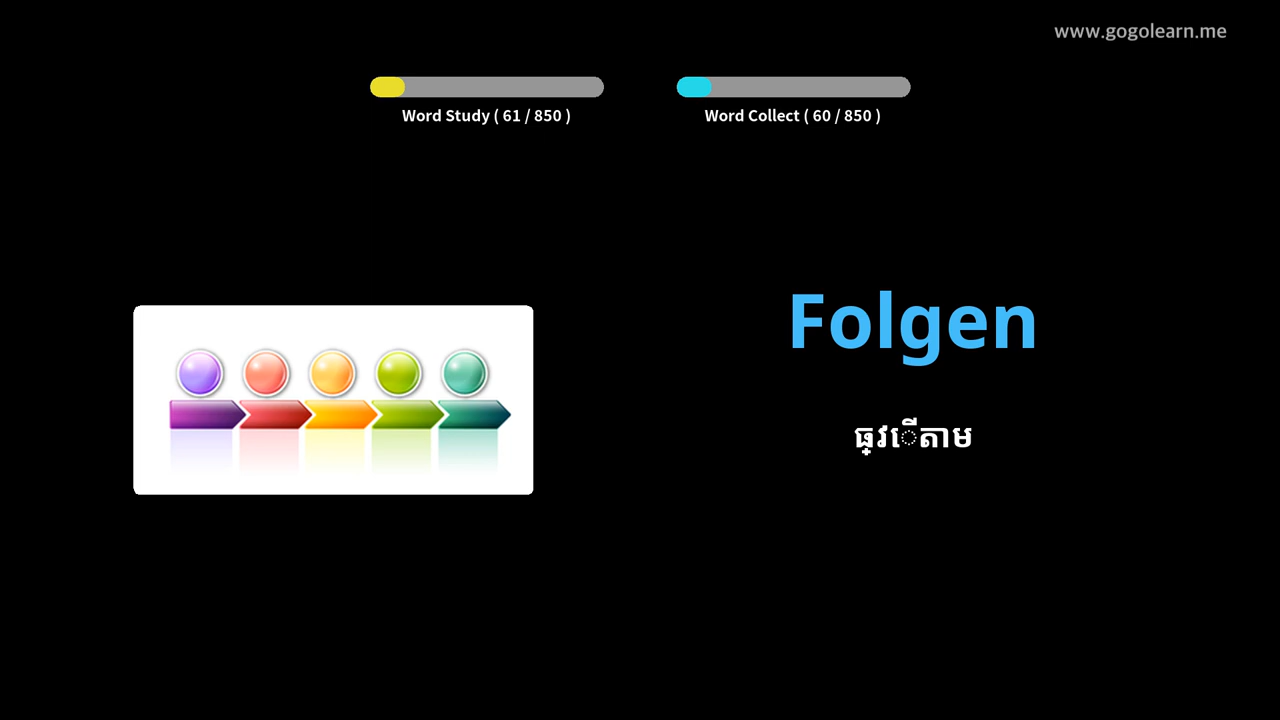 www.gogolearn.me
Word Study ( 61 / 850 )
Word Collect ( 60 / 850 )
Folgen
ធ្វើតាម